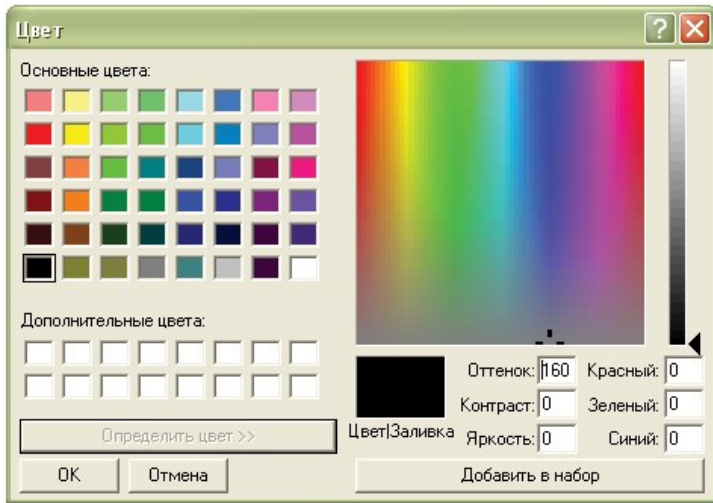 Цвет
Основные цвета:
Дополнительные цвета:
Определить цвет >>
OK
Отмена
Цвет|Заливка
Оттенок: 160
Красный: 0
Контраст: 0
Зеленый: 0
Яркость: 0
Синий: 0
Добавить в набор